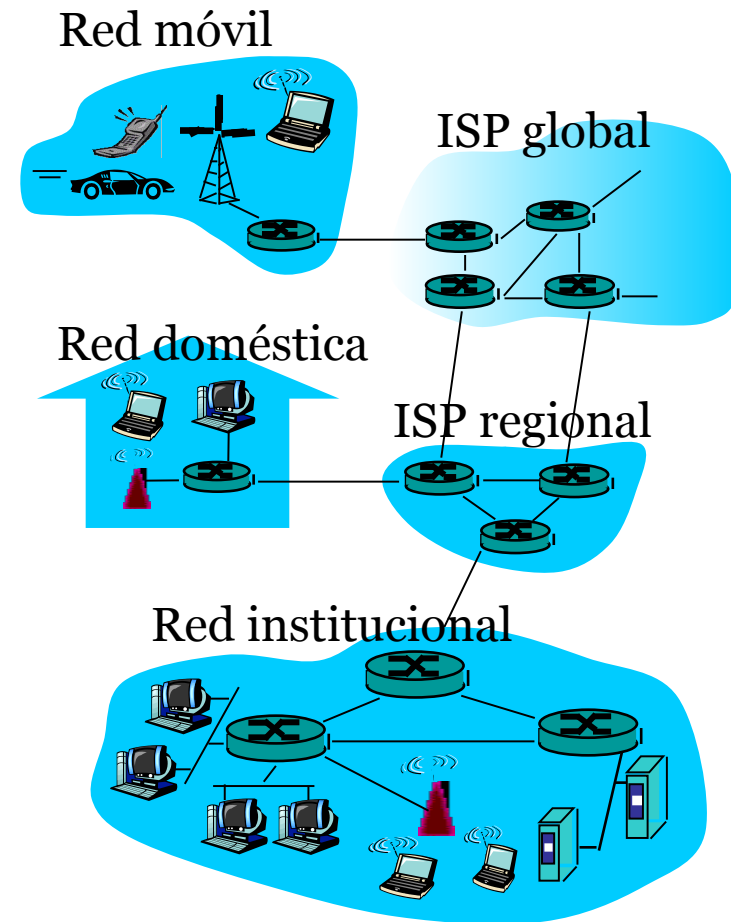 Red móvil
ISP global
Red doméstica
ISP regional
Red institucional